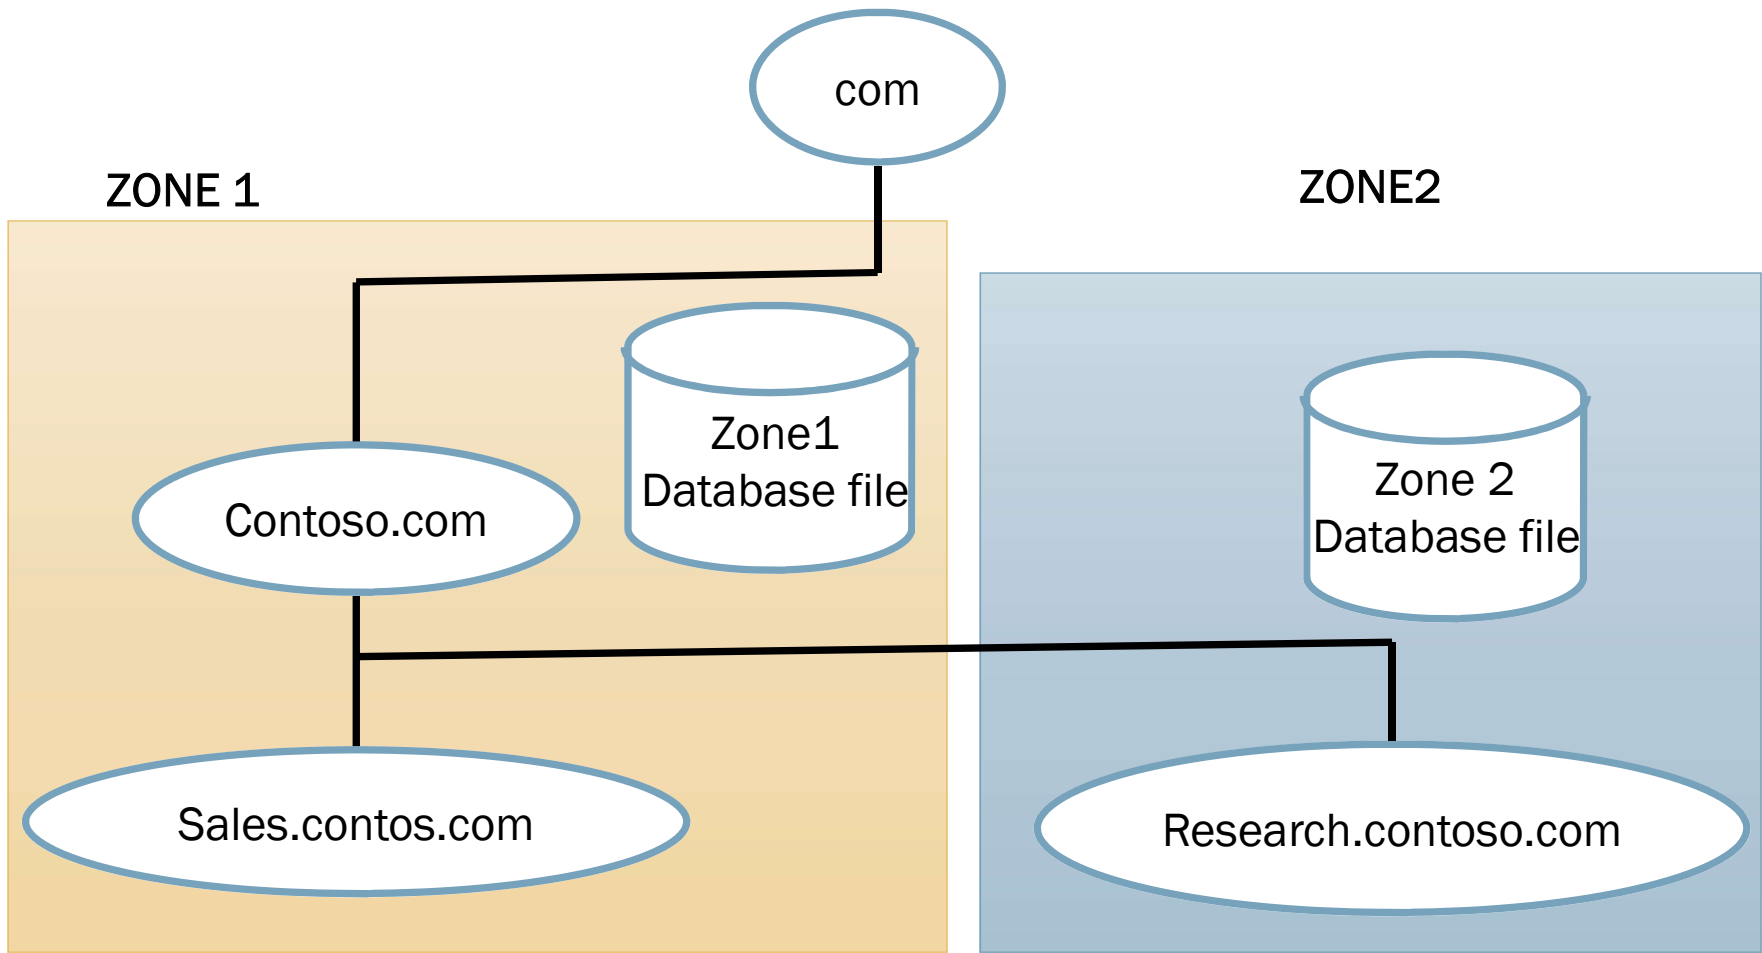 com
ZONE 1
ZONE2
Zone1
Database file
Zone 2
Database file
Contoso.com
Sales.contos.com
Research.contoso.com